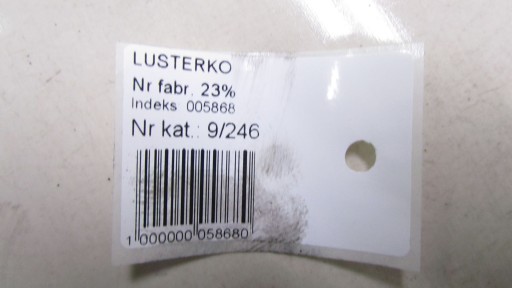 LUSTERKO
Nr fabr. 23%
Indeks 005868
Nr kat.: 9/246
1 000000 058680